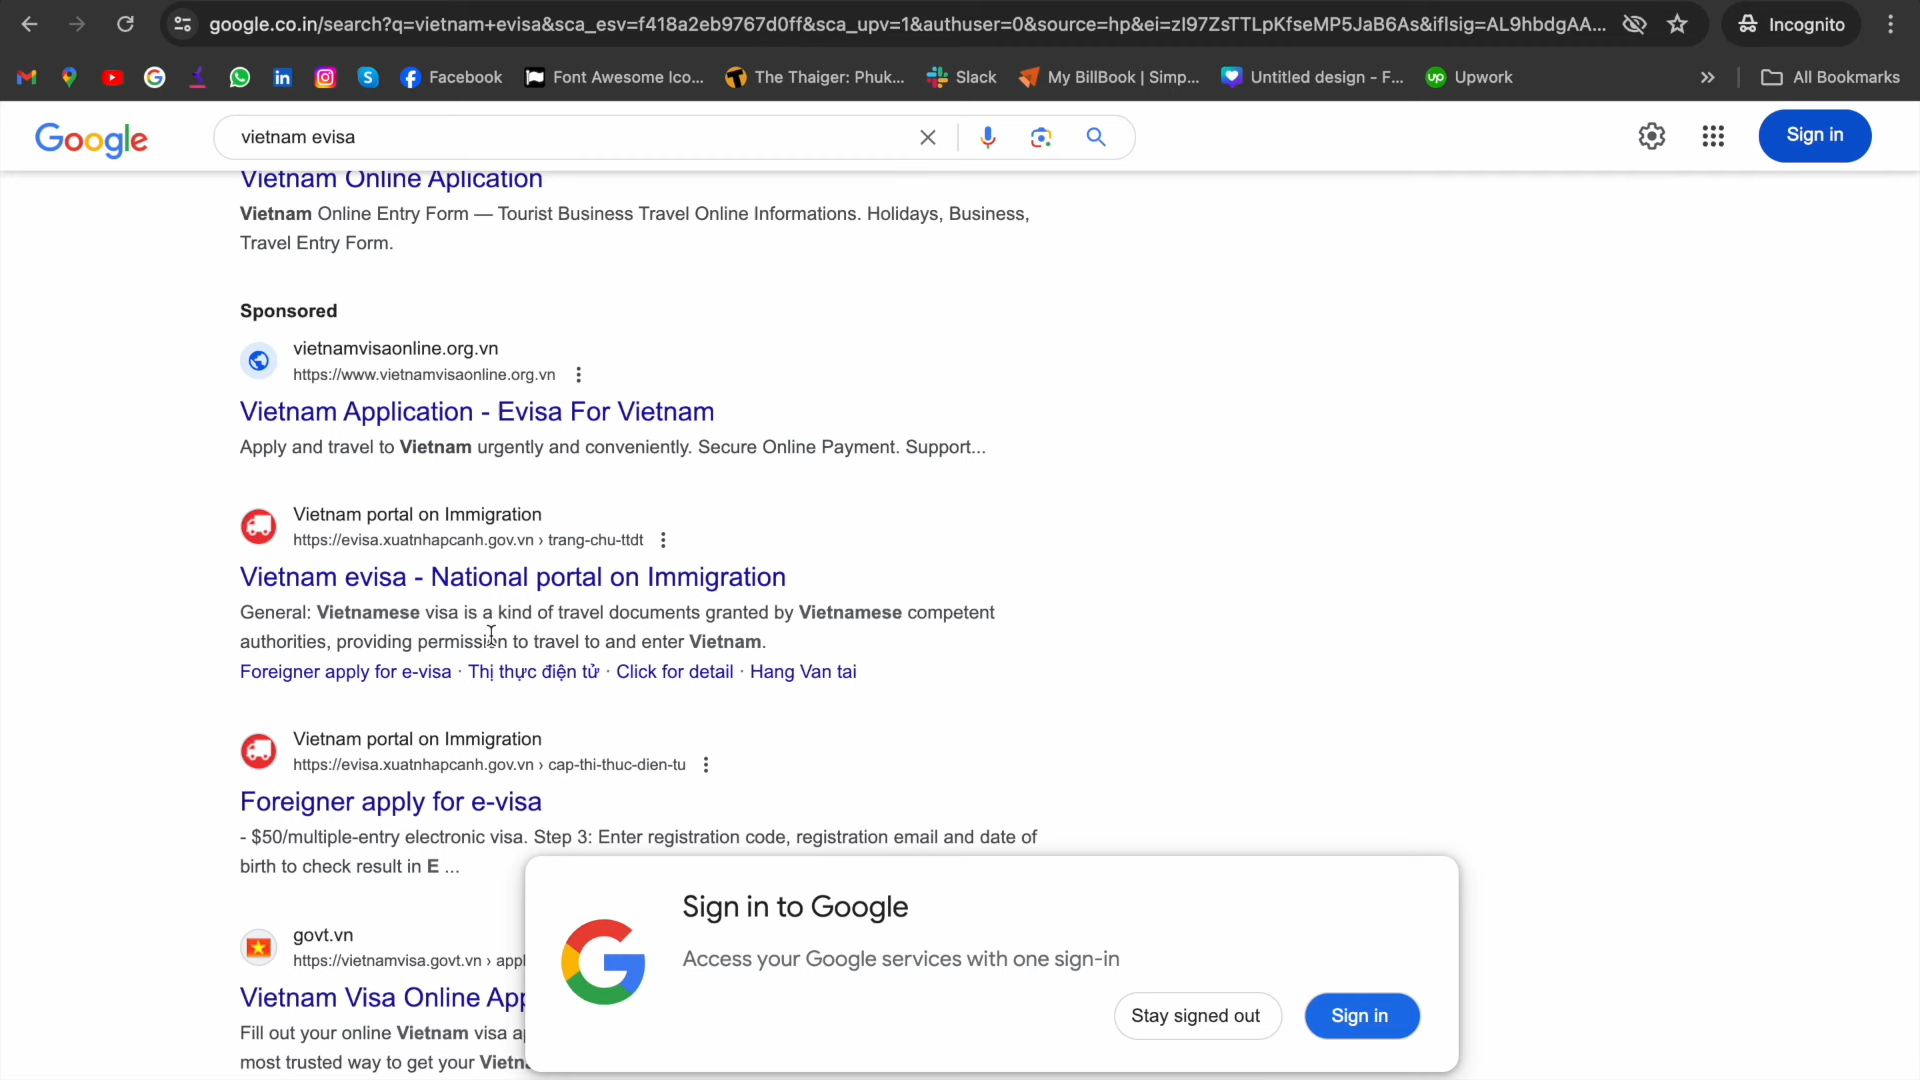 google.co.in/search?q=vietnam+evisa&sca_esv=f418a2eb9767d0ff&sca_upv=1&authuser=0&source=hp&ei=zI97ZsTTLpKfseMP5JaB6As&iflsig=AL9hbdgAA...
Incognito
Facebook
Font Awesome Ico...
The Thaiger: Phuk...
Slack
My BillBook | Simp...
Untitled design - F...
up Upwork
All Bookmarks
Google
vietnam evisa
Sign in
Vietnam Online Aplication
Vietnam Online Entry Form — Tourist Business Travel Online Informations. Holidays, Business,
Travel Entry Form.
Sponsored
vietnamvisaonline.org.vn
https://www.vietnamvisaonline.org.vn
Vietnam Application - Evisa For Vietnam
Apply and travel to Vietnam urgently and conveniently. Secure Online Payment. Support...
Vietnam portal on Immigration
https://evisa.xuatnhapcanh.gov.vn › trang-chu-ttdt
Vietnam evisa - National portal on Immigration
General: Vietnamese visa is a kind of travel documents granted by Vietnamese competent
authorities, providing permission to travel to and enter Vietnam.
Foreigner apply for e-visa · Thị thực điện tử · Click for detail · Hang Van tai
Vietnam portal on Immigration
https://evisa.xuatnhapcanh.gov.vn › cap-thi-thuc-dien-tu
Foreigner apply for e-visa
- $50/multiple-entry electronic visa. Step 3: Enter registration code, registration email and date of
birth to check result in E ...
govt.vn
https://vietnamvisa.govt.vn › appl
Vietnam Visa Online App
Fill out your online Vietnam visa a
most trusted way to get your Vietn
Sign in to Google
Access your Google services with one sign-in
Stay signed out
Sign in